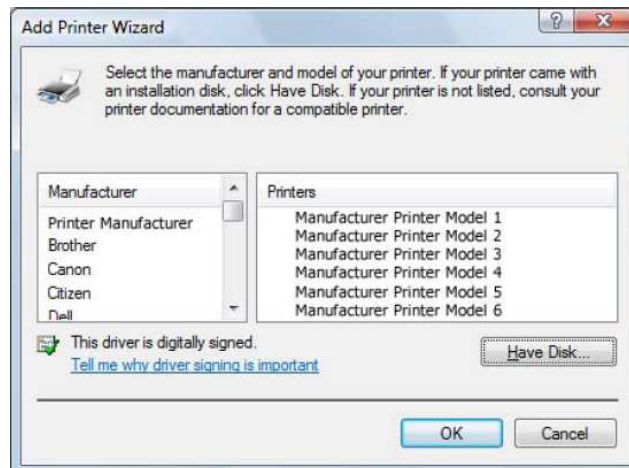 Add Printer Wizard
Select the manufacturer and model of your printer. If your printer came with
an installation disk, click Have Disk. If your printer is not listed, consult your
printer documentation for a compatible printer.
Manufacturer
Printer Manufacturer
Brother
Canon
Citizen
Dell
Printers
Manufacturer Printer Model 1
Manufacturer Printer Model 2
Manufacturer Printer Model 3
Manufacturer Printer Model 4
Manufacturer Printer Model 5
Manufacturer Printer Model 6
This driver is digitally signed.
Tell me why driver signing is important
Have Disk...
OK
Cancel